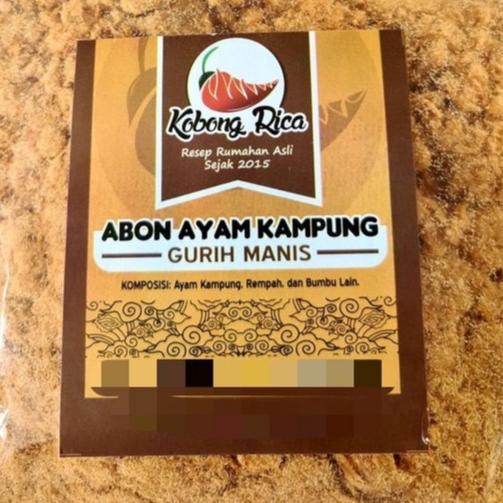 Kobong Rica
Resep Rumahan Asli
Sejak 2015
ABON AYAM KAMPUNG
GURIH MANIS
KOMPOSISI: Ayam Kampung, Rempah, dan Bumbu Lain.